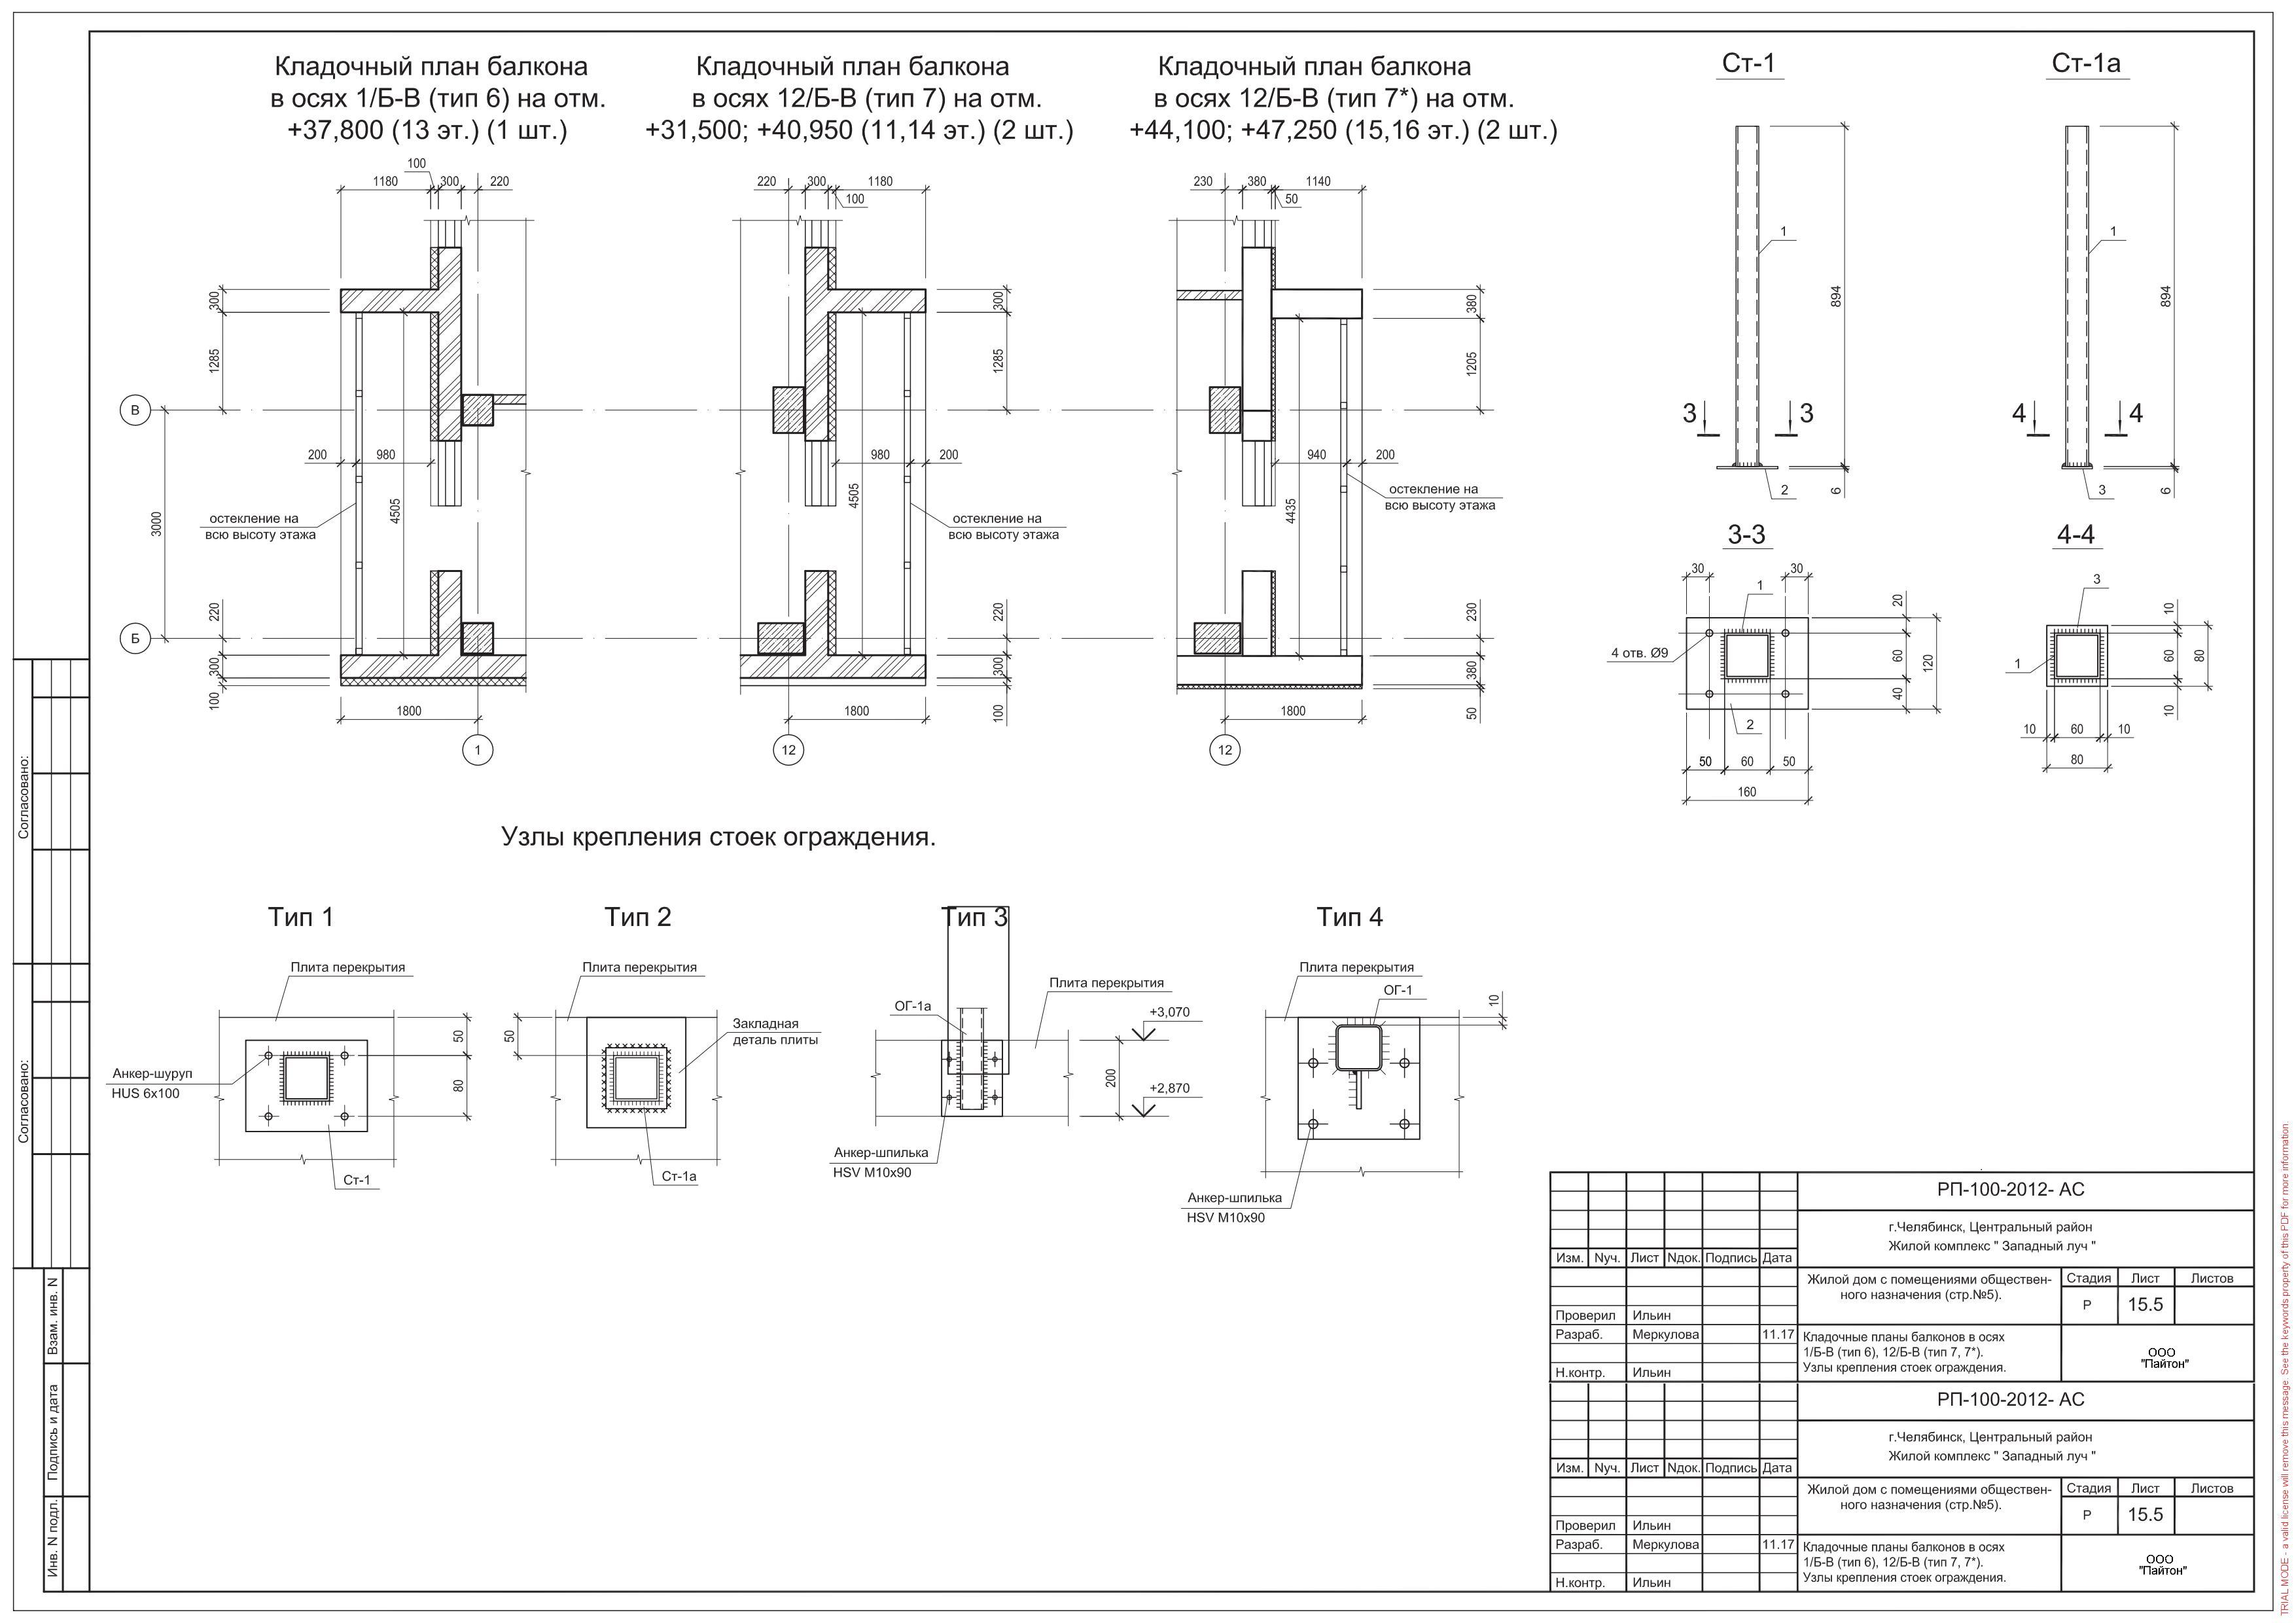 Кладочный план балкона
в осях 1/Б-В (тип 6) на отм.
+37,800 (13 эт.) (1 шт.)
100
1180
300
220
300
1285
В
200
980
4505
3000
остекление на
всю высоту этажа
220
Б
300
100
1800
1
Кладочный план балкона
в осях 12/Б-В (тип 7) на отм.
+31,500; +40,950 (11,14 эт.) (2 шт.)
220
300
1180
100
300
1285
980
200
4505
остекление на
всю высоту этажа
220
300
100
1800
12
Кладочный план балкона
в осях 12/Б-В (тип 7*) на отм.
+44,100; +47,250 (15,16 эт.) (2 шт.)
230
380
1140
50
380
1205
940
200
4435
остекление на
всю высоту этажа
230
380
50
1800
12
Ст-1
1
894
3
3
2
6
3-3
30
30
1
20
4 отв. Ø9
60
120
40
2
50
60
50
160
Ст-1а
1
894
4
4
3
6
4-4
3
10
1
60
80
10
10
60
10
80
Узлы крепления стоек ограждения.
Тип 1
Плита перекрытия
50
80
Анкер-шуруп
HUS 6х100
Ст-1
Тип 2
Плита перекрытия
50
Закладная
деталь плиты
Ст-1а
Тип 3
Плита перекрытия
ОГ-1а
+3,070
200
+2,870
Анкер-шпилька
HSV М10х90
Тип 4
Плита перекрытия
ОГ-1
10
Анкер-шпилька
HSV М10х90
Согласовано:
Согласовано:
Взам. инв. N
Подпись и дата
Инв. N подл.
РП-100-2012- АС
г.Челябинск, Центральный район
Жилой комплекс " Западный луч "
Изм. Nуч. Лист Nдок. Подпись Дата
Жилой дом с помещениями обществен-
ного назначения (стр.№5).
Стадия Лист Листов
Р 15.5
Проверил Ильин
Разраб. Меркулова 11.17
Н.контр. Ильин
Кладочные планы балконов в осях
1/Б-В (тип 6), 12/Б-В (тип 7, 7*).
Узлы крепления стоек ограждения.
ООО
"Пайтон"
РП-100-2012- АС
г.Челябинск, Центральный район
Жилой комплекс " Западный луч "
Изм. Nуч. Лист Nдок. Подпись Дата
Жилой дом с помещениями обществен-
ного назначения (стр.№5).
Стадия Лист Листов
Р 15.5
Проверил Ильин
Разраб. Меркулова 11.17
Н.контр. Ильин
Кладочные планы балконов в осях
1/Б-В (тип 6), 12/Б-В (тип 7, 7*).
Узлы крепления стоек ограждения.
ООО
"Пайтон"
TRIAL MODE - a valid license will remove this message. See the keywords property of this PDF for more information.